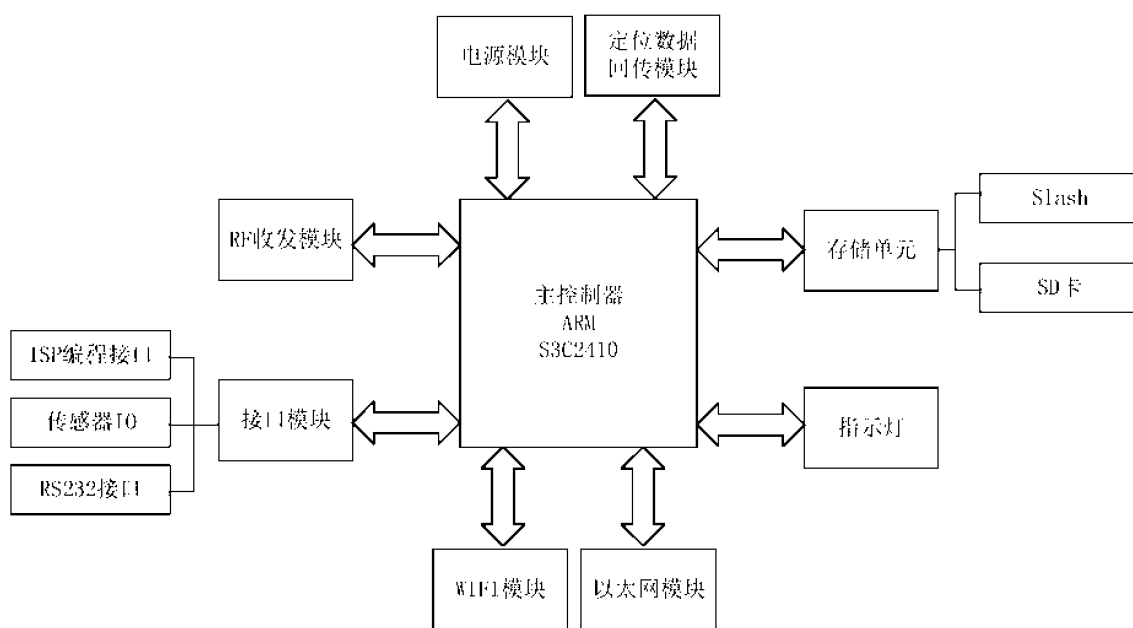 电源模块
定位数据
回传模块
RF收发模块
主控制器
ARM
S3C2410
存储单元
Slash
SD卡
ISP编程接口
传感器IO
RS232接口
接口模块
指示灯
WIFI模块
以太网模块